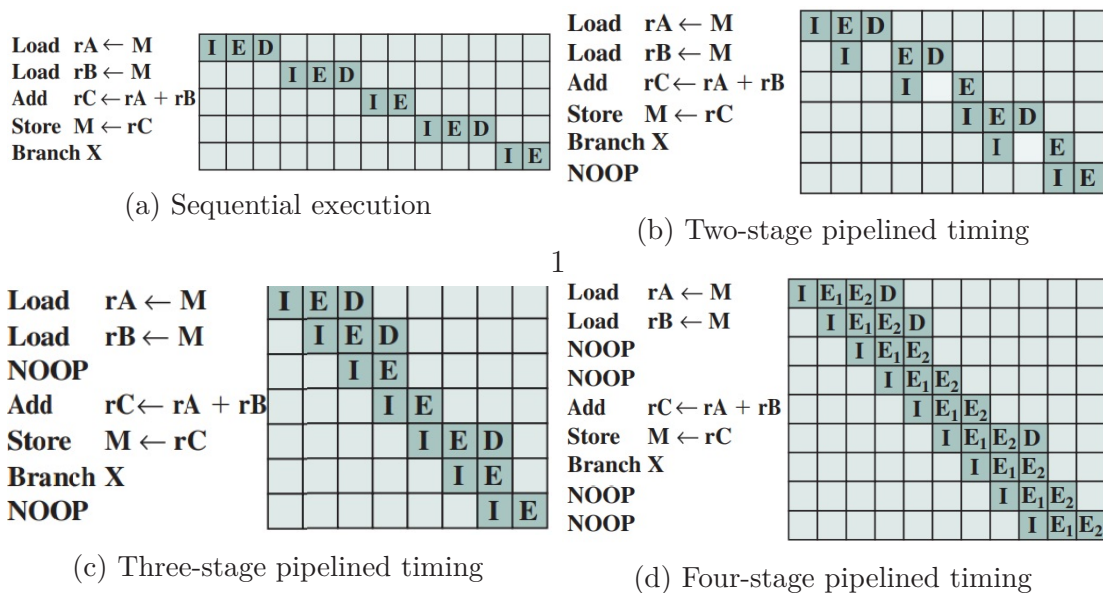 Load rA ← M I E D
Load rB ← M I E D
Add rC ← rA + rB I E
Store M ← rC I E D
Branch X I E
(a) Sequential execution
Load rA ← M I E D
Load rB ← M I E D
Add rC ← rA + rB I E
Store M ← rC I E D
Branch X I E
NOOP I E
(b) Two-stage pipelined timing
1
Load rA ← M I E D
Load rB ← M I E D
NOOP I E
Add rC ← rA + rB I E
Store M ← rC I E D
Branch X I E
NOOP I E
(c) Three-stage pipelined timing
Load rA ← M I E₁ E₂ D
Load rB ← M I E₁ E₂ D
NOOP I E₁ E₂
NOOP I E₁ E₂
Add rC ← rA + rB I E₁ E₂
Store M ← rC I E₁ E₂ D
Branch X I E₁ E₂
NOOP I E₁ E₂
NOOP I E₁ E₂
(d) Four-stage pipelined timing